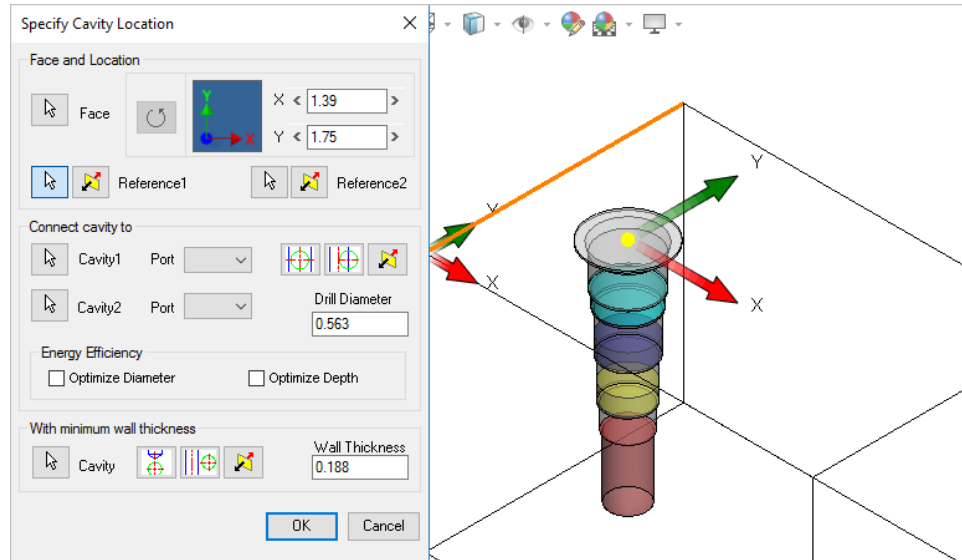 Specify Cavity Location
Face and Location
Face
Y
X
X < 1.39 >
Y < 1.75 >
Reference1
Reference2
Connect cavity to
Cavity1 Port
Cavity2 Port
Drill Diameter
0.563
Energy Efficiency
Optimize Diameter
Optimize Depth
With minimum wall thickness
Cavity
Wall Thickness
0.188
OK
Cancel
Y
X
Y
X